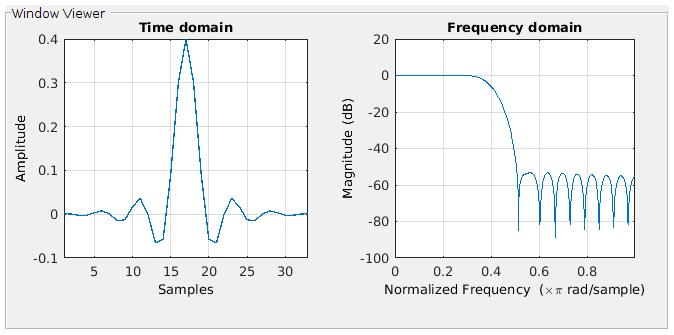 Window Viewer
Time domain
0.4
0.3
0.2
0.1
0
-0.1
5 10 15 20 25 30
Samples
Amplitude
Frequency domain
20
0
-20
-40
-60
-80
-100
0 0.2 0.4 0.6 0.8
Normalized Frequency (×π rad/sample)
Magnitude (dB)